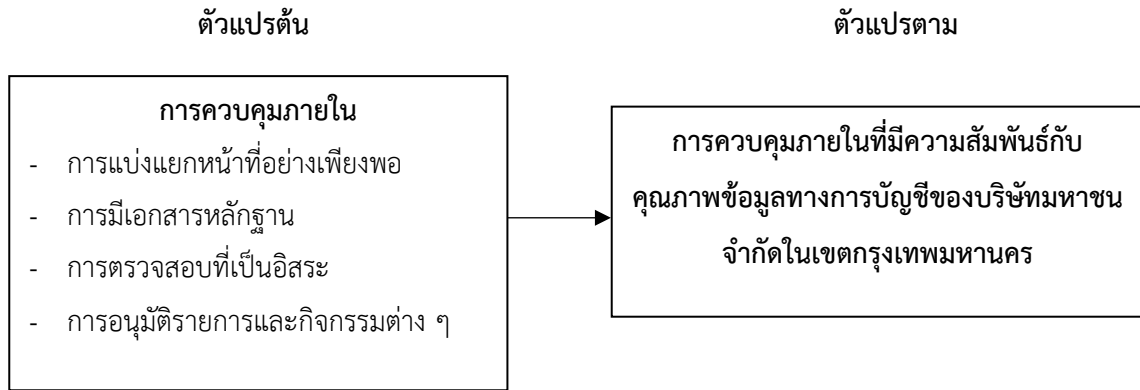 ตัวแปรต้น
ตัวแปรตาม
การควบคุมภายใน
- การแบ่งแยกหน้าที่อย่างเพียงพอ
- การมีเอกสารหลักฐาน
- การตรวจสอบที่เป็นอิสระ
- การอนุมัติรายการและกิจกรรมต่าง ๆ
การควบคุมภายในที่มีความสัมพันธ์กับ
คุณภาพข้อมูลทางการบัญชีของบริษัทมหาชน
จำกัดในเขตกรุงเทพมหานคร